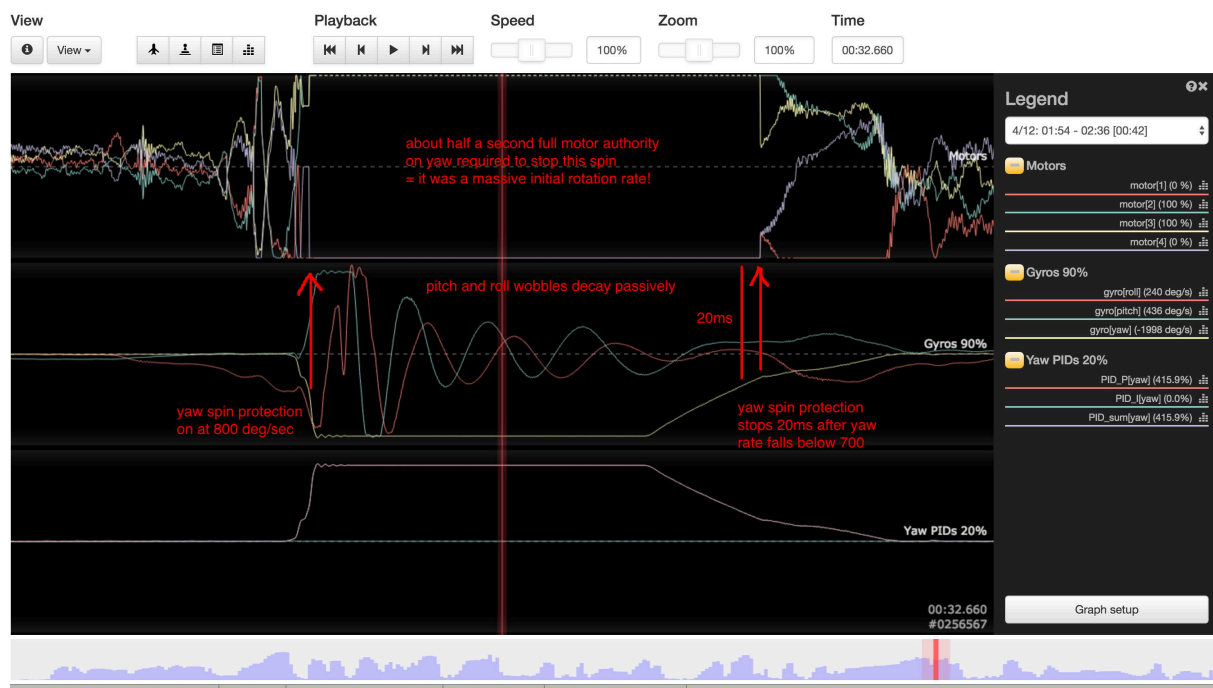 View
Playback
Speed
Zoom
Time
View
100%
100%
00:32.660
about half a second full motor authority
on yaw required to stop this spin
= it was a massive initial rotation rate!
Motors
pitch and roll wobbles decay passively
20ms
Gyros 90%
yaw spin protection
on at 800 deg/sec
yaw spin protection
stops 20ms after yaw
rate falls below 700
Yaw PIDs 20%
00:32.660
#0256567
Legend
4/12: 01:54 - 02:36 [00:42]
Motors
motor[1] (0 %)
motor[2] (100 %)
motor[3] (100 %)
motor[4] (0 %)
Gyros 90%
gyro[roll] (240 deg/s)
gyro[pitch] (436 deg/s)
gyro[yaw] (-1998 deg/s)
Yaw PIDs 20%
PID_P[yaw] (415.9%)
PID_I[yaw] (0.0%)
PID_sum[yaw] (415.9%)
Graph setup